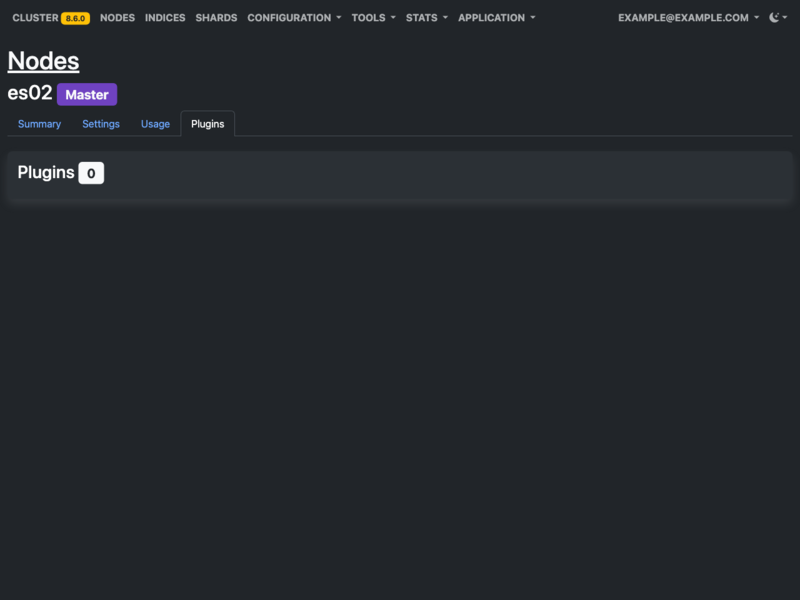 CLUSTER 8.6.0 NODES INDICES SHARDS CONFIGURATION TOOLS STATS APPLICATION EXAMPLE@EXAMPLE.COM
Nodes
es02 Master
Summary Settings Usage Plugins
Plugins 0